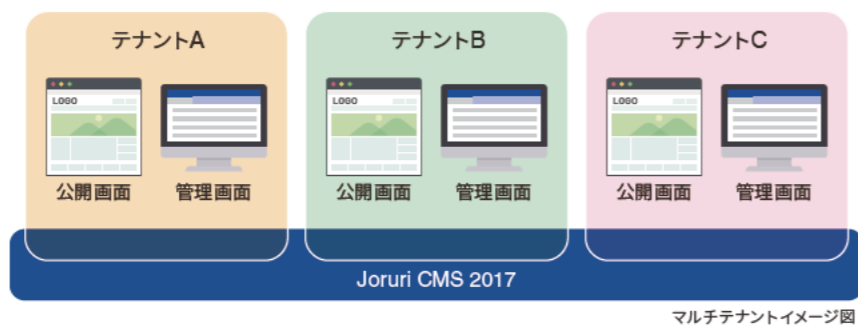 テナントA
テナントB
テナントC
LOGO
LOGO
LOGO
公開画面
管理画面
公開画面
管理画面
公開画面
管理画面
Joruri CMS 2017
マルチテナントイメージ図